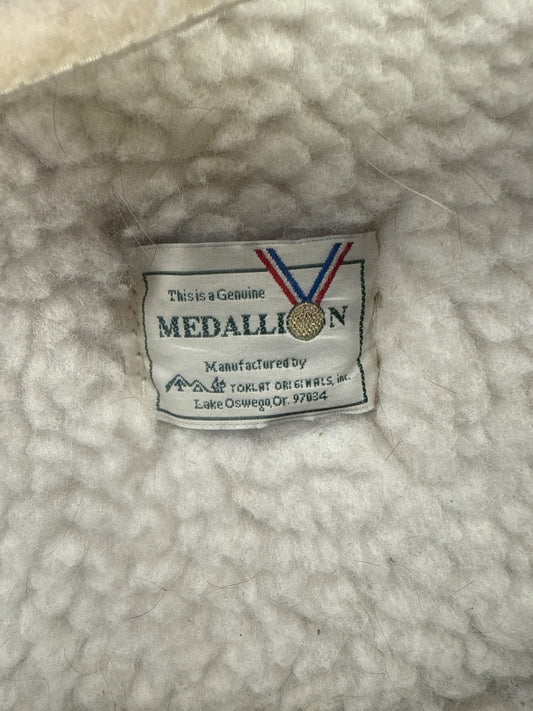 This is a Genuine
MEDALLION
Manufactured by
TOKLAT ORIGINALS, inc.
Lake Oswego, Or. 97034